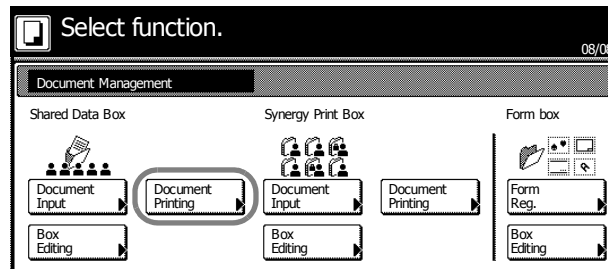 Select function.
08/08
Document Management
Shared Data Box
Synergy Print Box
Form box
Document
Input
Document
Printing
Document
Input
Document
Printing
Form
Reg.
Box
Editing
Box
Editing
Box
Editing